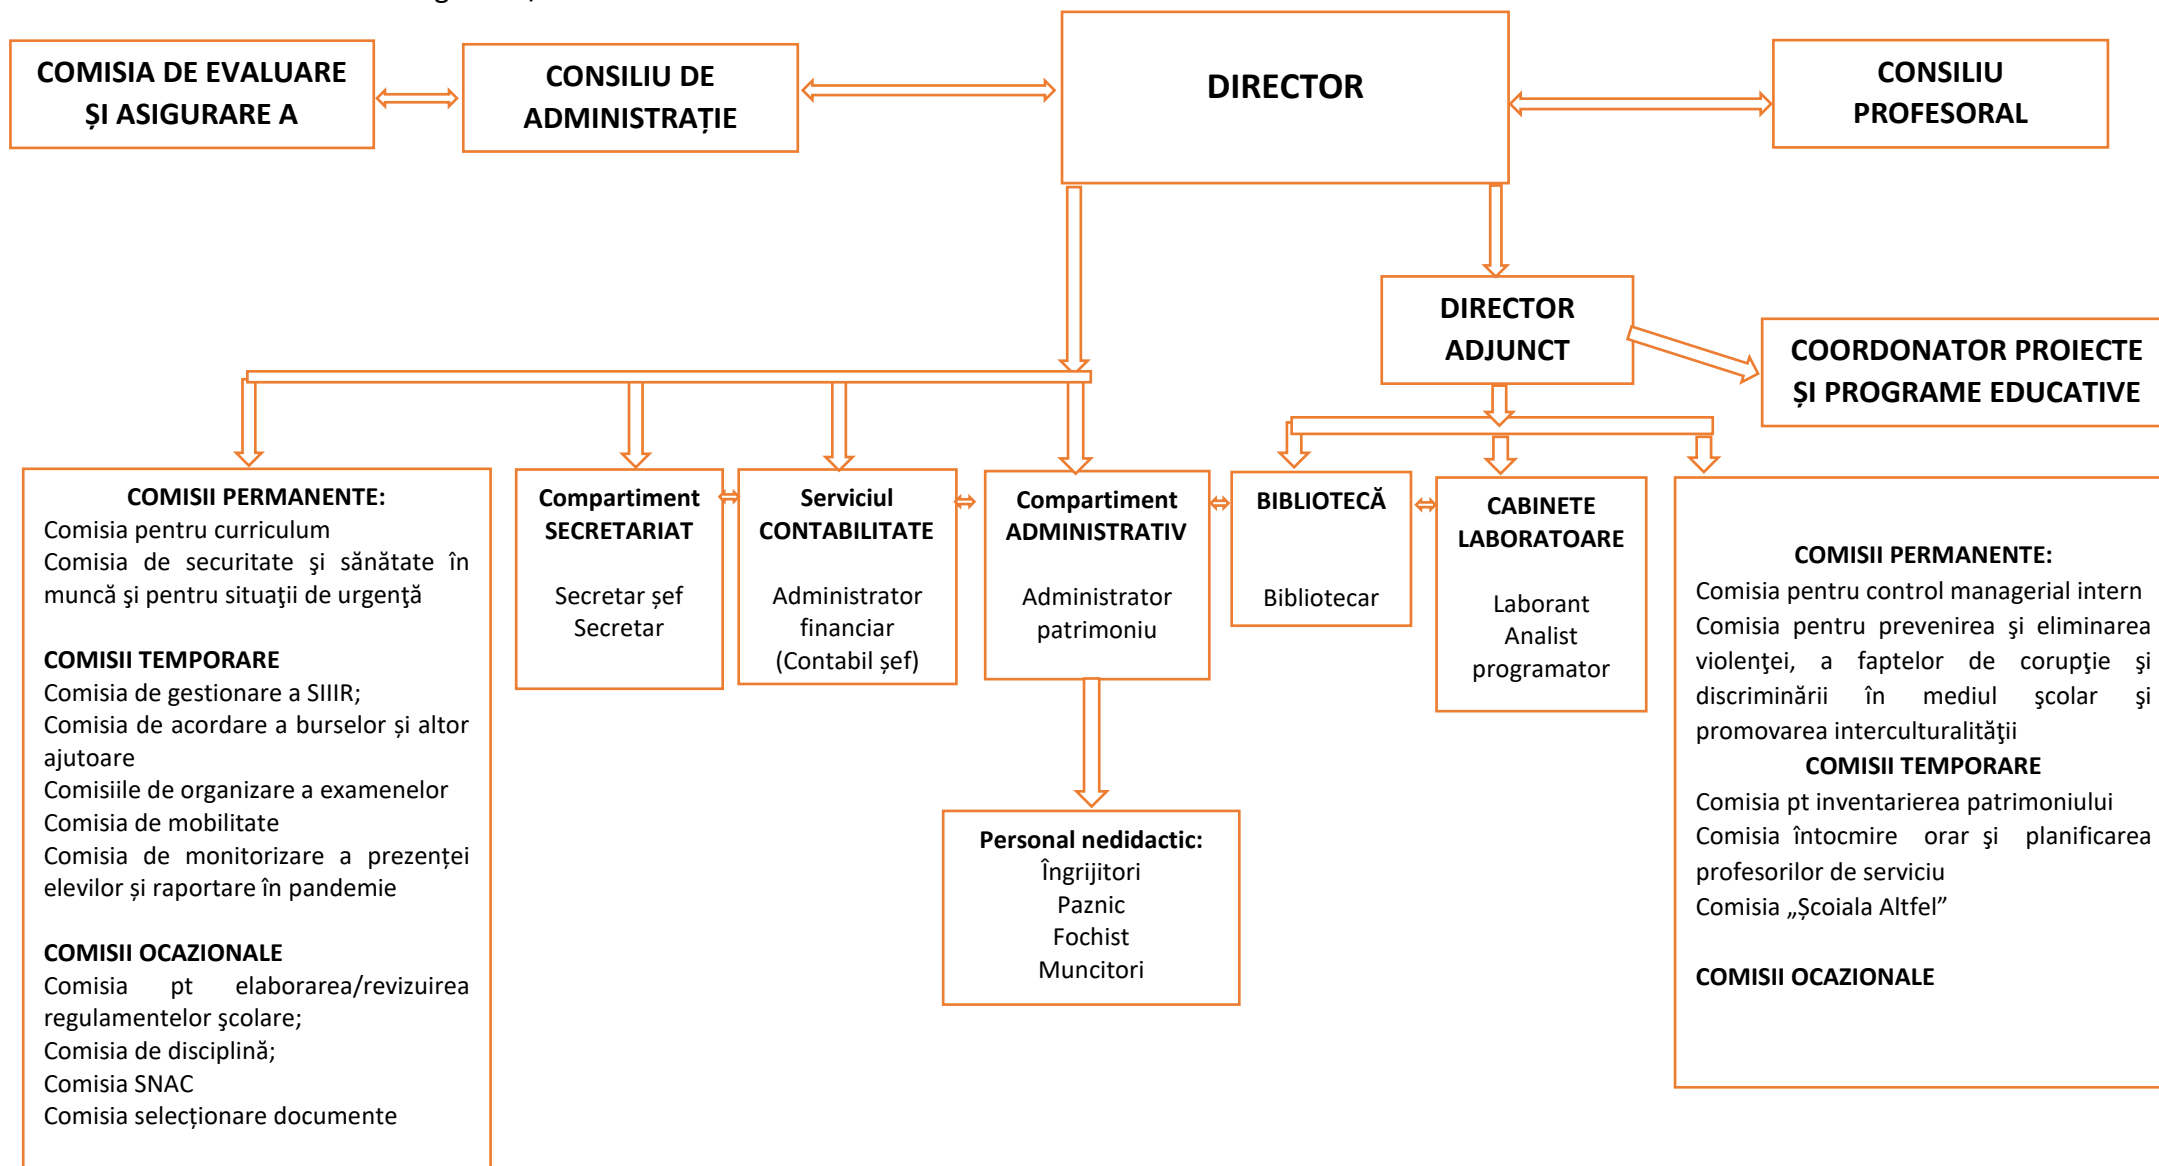 COMISIA DE EVALUARE
ȘI ASIGURARE A
CONSILIU DE
ADMINISTRAȚIE
DIRECTOR
CONSILIU
PROFESORAL
DIRECTOR
ADJUNCT
COORDONATOR PROIECTE
ȘI PROGRAME EDUCATIVE
COMISII PERMANENTE:
Comisia pentru curriculum
Comisia de securitate şi sănătate în
muncă şi pentru situaţii de urgenţă
COMISII TEMPORARE
Comisia de gestionare a SIIIR;
Comisia de acordare a burselor și altor
ajutoare
Comisiile de organizare a examenelor
Comisia de mobilitate
Comisia de monitorizare a prezenței
elevilor și raportare în pandemie
COMISII OCAZIONALE
Comisia pt elaborarea/revizuirea
regulamentelor şcolare;
Comisia de disciplină;
Comisia SNAC
Comisia selecționare documente
Compartiment
SECRETARIAT
Secretar șef
Secretar
Serviciul
CONTABILITATE
Administrator
financiar
(Contabil șef)
Compartiment
ADMINISTRATIV
Administrator
patrimoniu
BIBLIOTECĂ
Bibliotecar
CABINETE
LABORATOARE
Laborant
Analist
programator
Personal nedidactic:
Îngrijitori
Paznic
Fochist
Muncitori
COMISII PERMANENTE:
Comisia pentru control managerial intern
Comisia pentru prevenirea şi eliminarea
violenţei, a faptelor de corupţie şi
discriminării în mediul şcolar şi
promovarea interculturalităţii
COMISII TEMPORARE
Comisia pt inventarierea patrimoniului
Comisia întocmire orar şi planificarea
profesorilor de serviciu
Comisia „Școiala Altfel”
COMISII OCAZIONALE